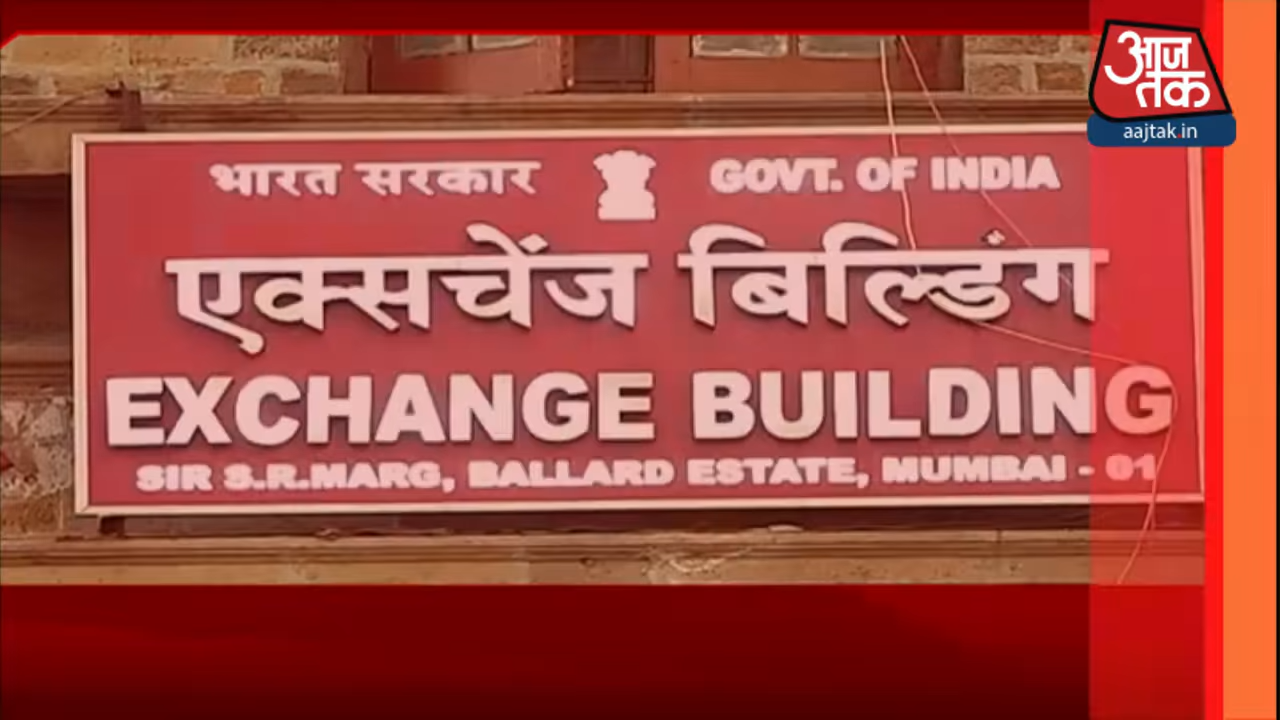 आज
तक
aajtak.in
भारत सरकार GOVT. OF INDIA
एक्सचेंज बिल्डिंग
EXCHANGE BUILDING
SIR S.R.MARG, BALLARD ESTATE, MUMBAI - 01